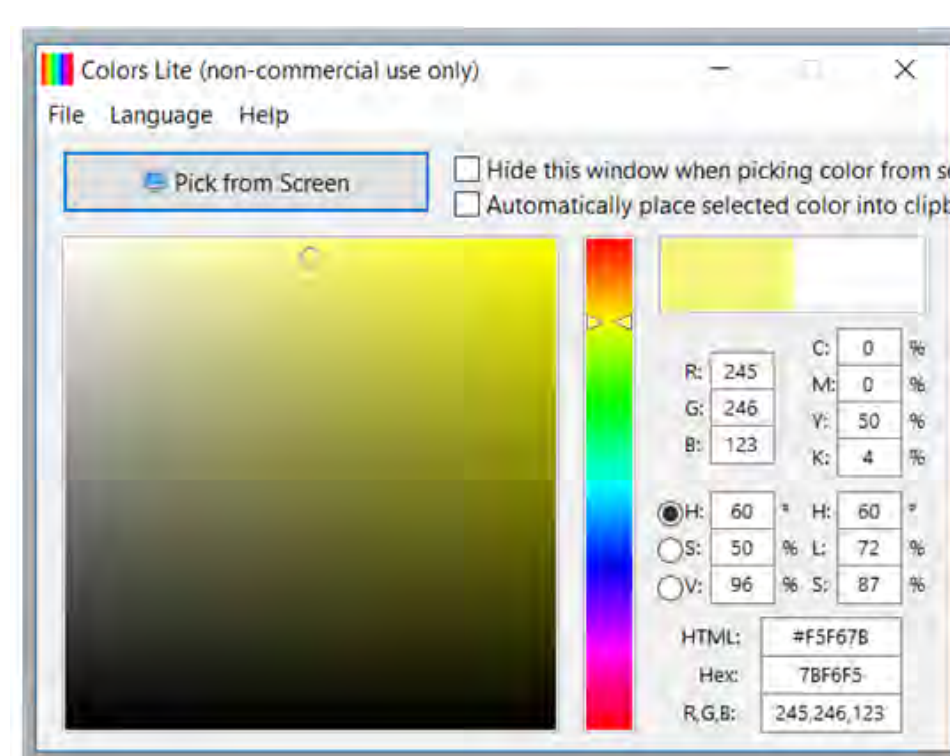 Colors Lite (non-commercial use only)
File Language Help
Pick from Screen
Hide this window when picking color from
Automatically place selected color into
R: 245
G: 246
B: 123
C: 0 %
M: 0 %
Y: 50 %
K: 4 %
H: 60 ° H: 60 °
S: 50 % L: 72 %
V: 96 % S: 87 %
HTML: #F5F67B
Hex: 7BF6F5
R,G,B: 245,246,123